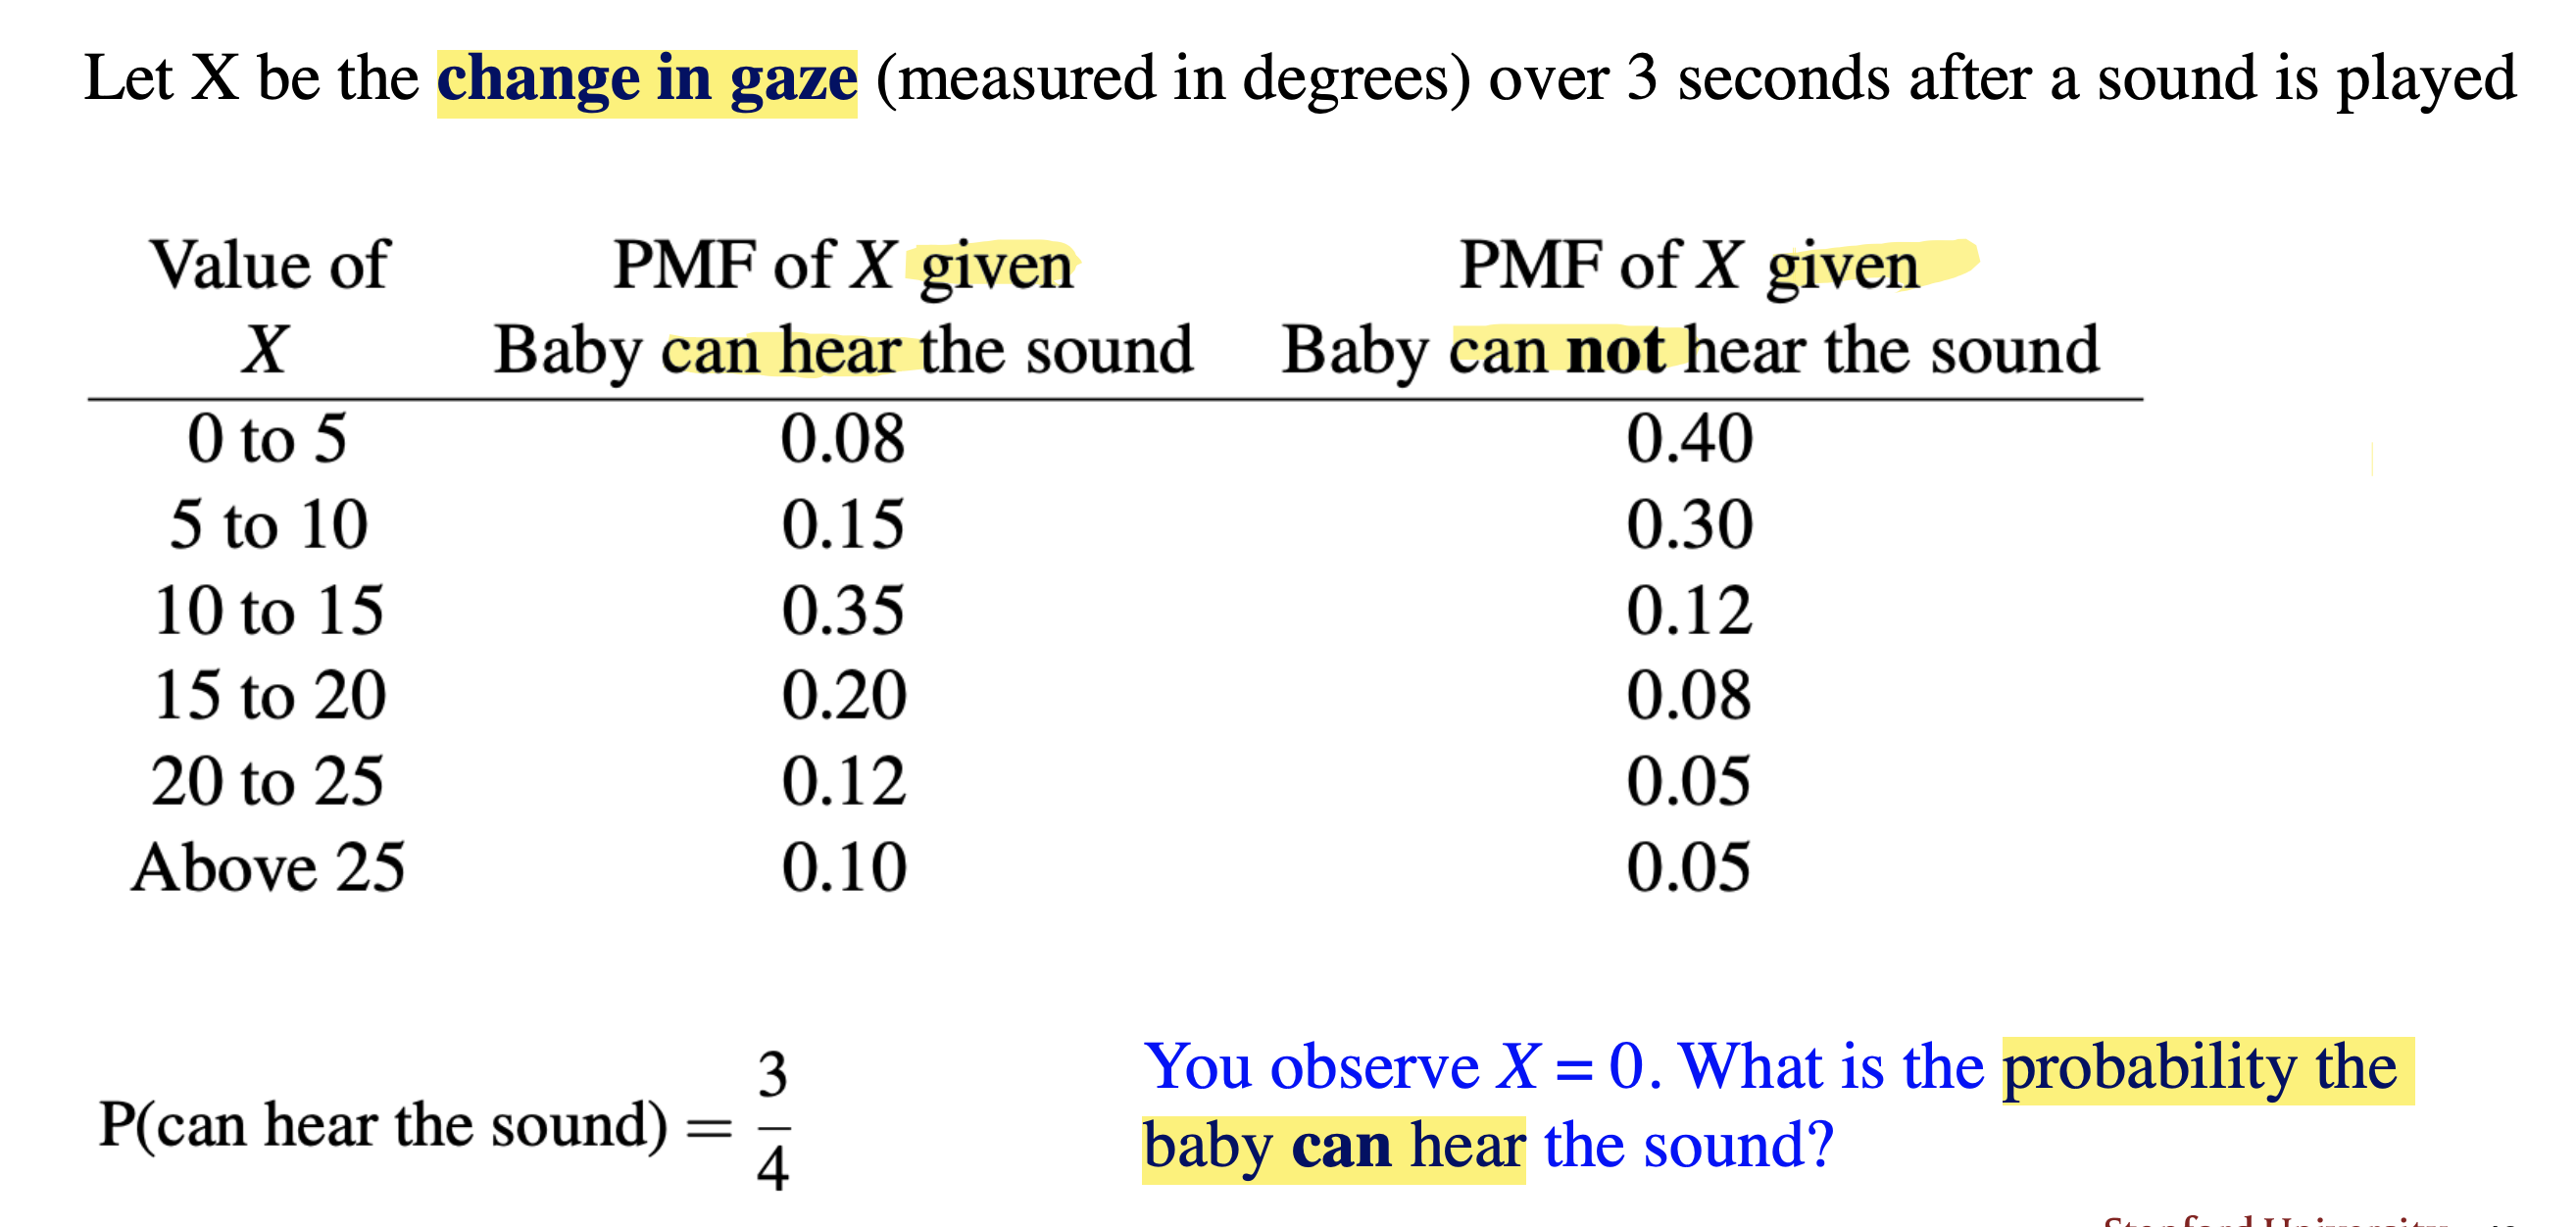 Let X be the change in gaze (measured in degrees) over 3 seconds after a sound is played
Value of X PMF of X given Baby can hear the sound PMF of X given Baby can not hear the sound
0 to 5 0.08 0.40
5 to 10 0.15 0.30
10 to 15 0.35 0.12
15 to 20 0.20 0.08
20 to 25 0.12 0.05
Above 25 0.10 0.05
P(can hear the sound) = 3/4
You observe X = 0. What is the probability the
baby can hear the sound?
Stanford University